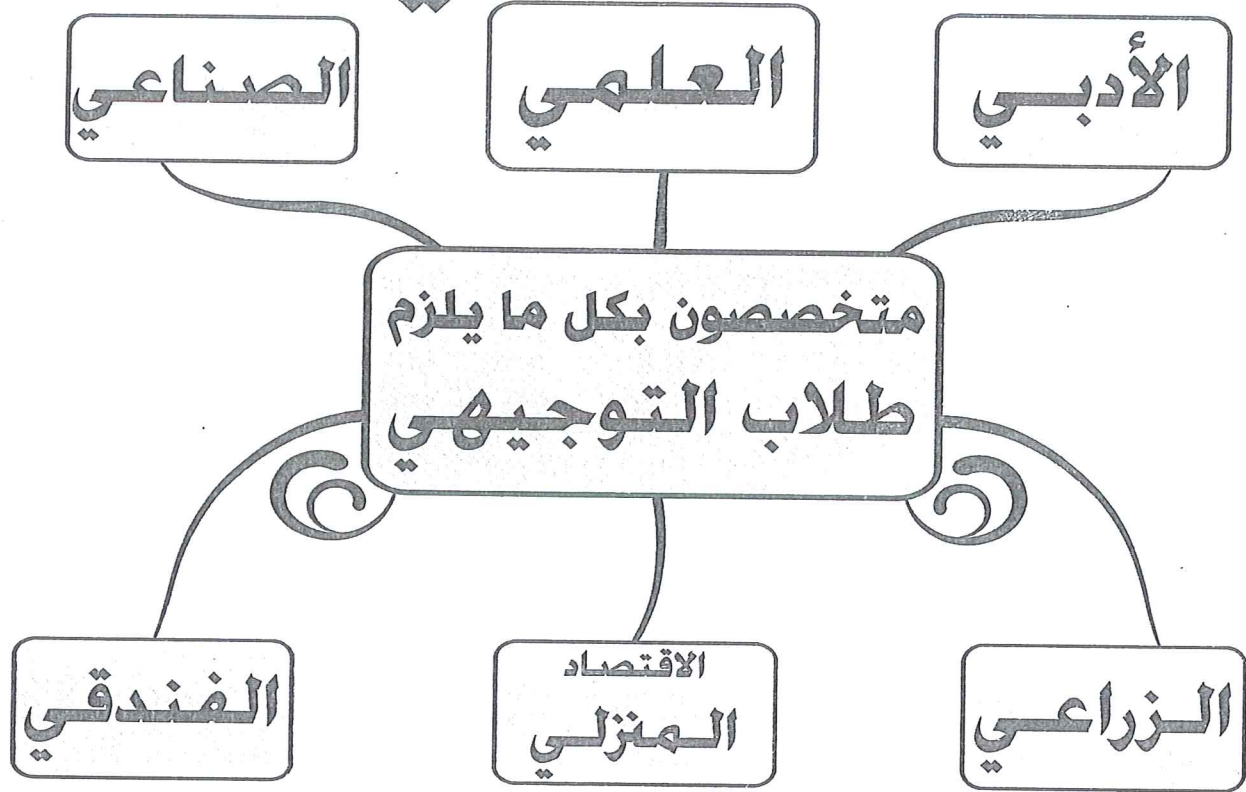 الأدبي
العلمي
الصناعي
متخصصون بكل ما يلزم
طلاب التوجيهي
الزراعي
الاقتصاد
المنزلي
الفندقي